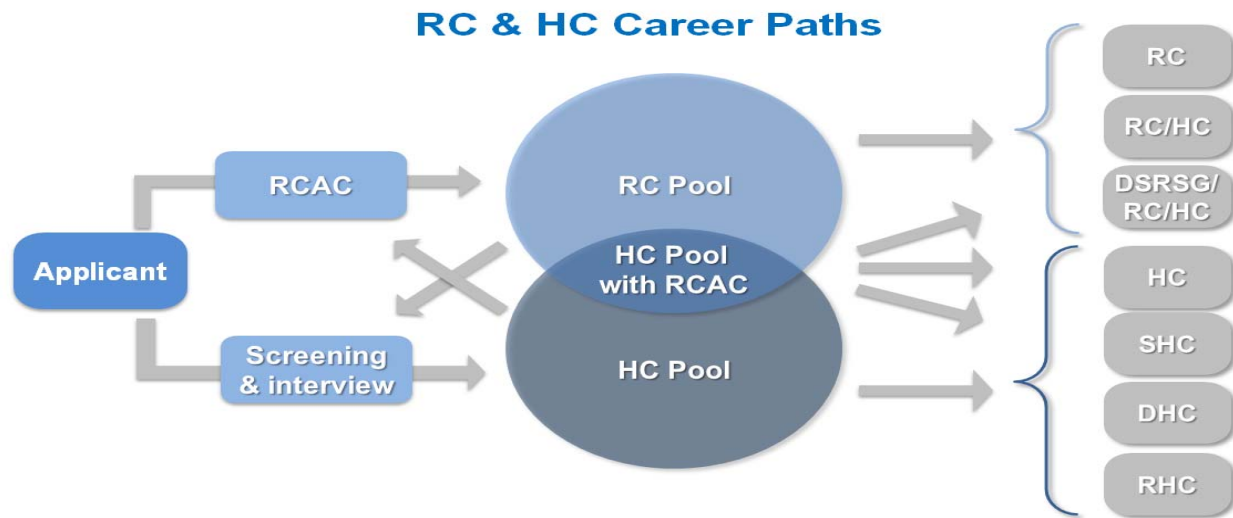 RC & HC Career Paths
Applicant
RCAC
Screening
& interview
RC Pool
HC Pool
with RCAC
HC Pool
RC
RC/HC
DSRSG/
RC/HC
HC
SHC
DHC
RHC